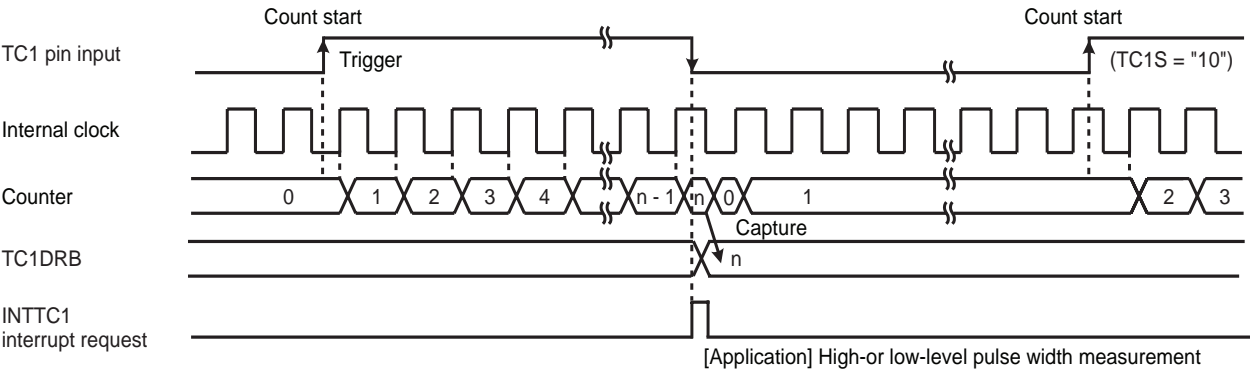 Count start
Count start
TC1 pin input
Trigger
(TC1S = "10")
Internal clock
Counter
0 1 2 3 4 n - 1 n 0 1 2 3
Capture
TC1DRB
n
INTTC1
interrupt request
[Application] High-or low-level pulse width measurement